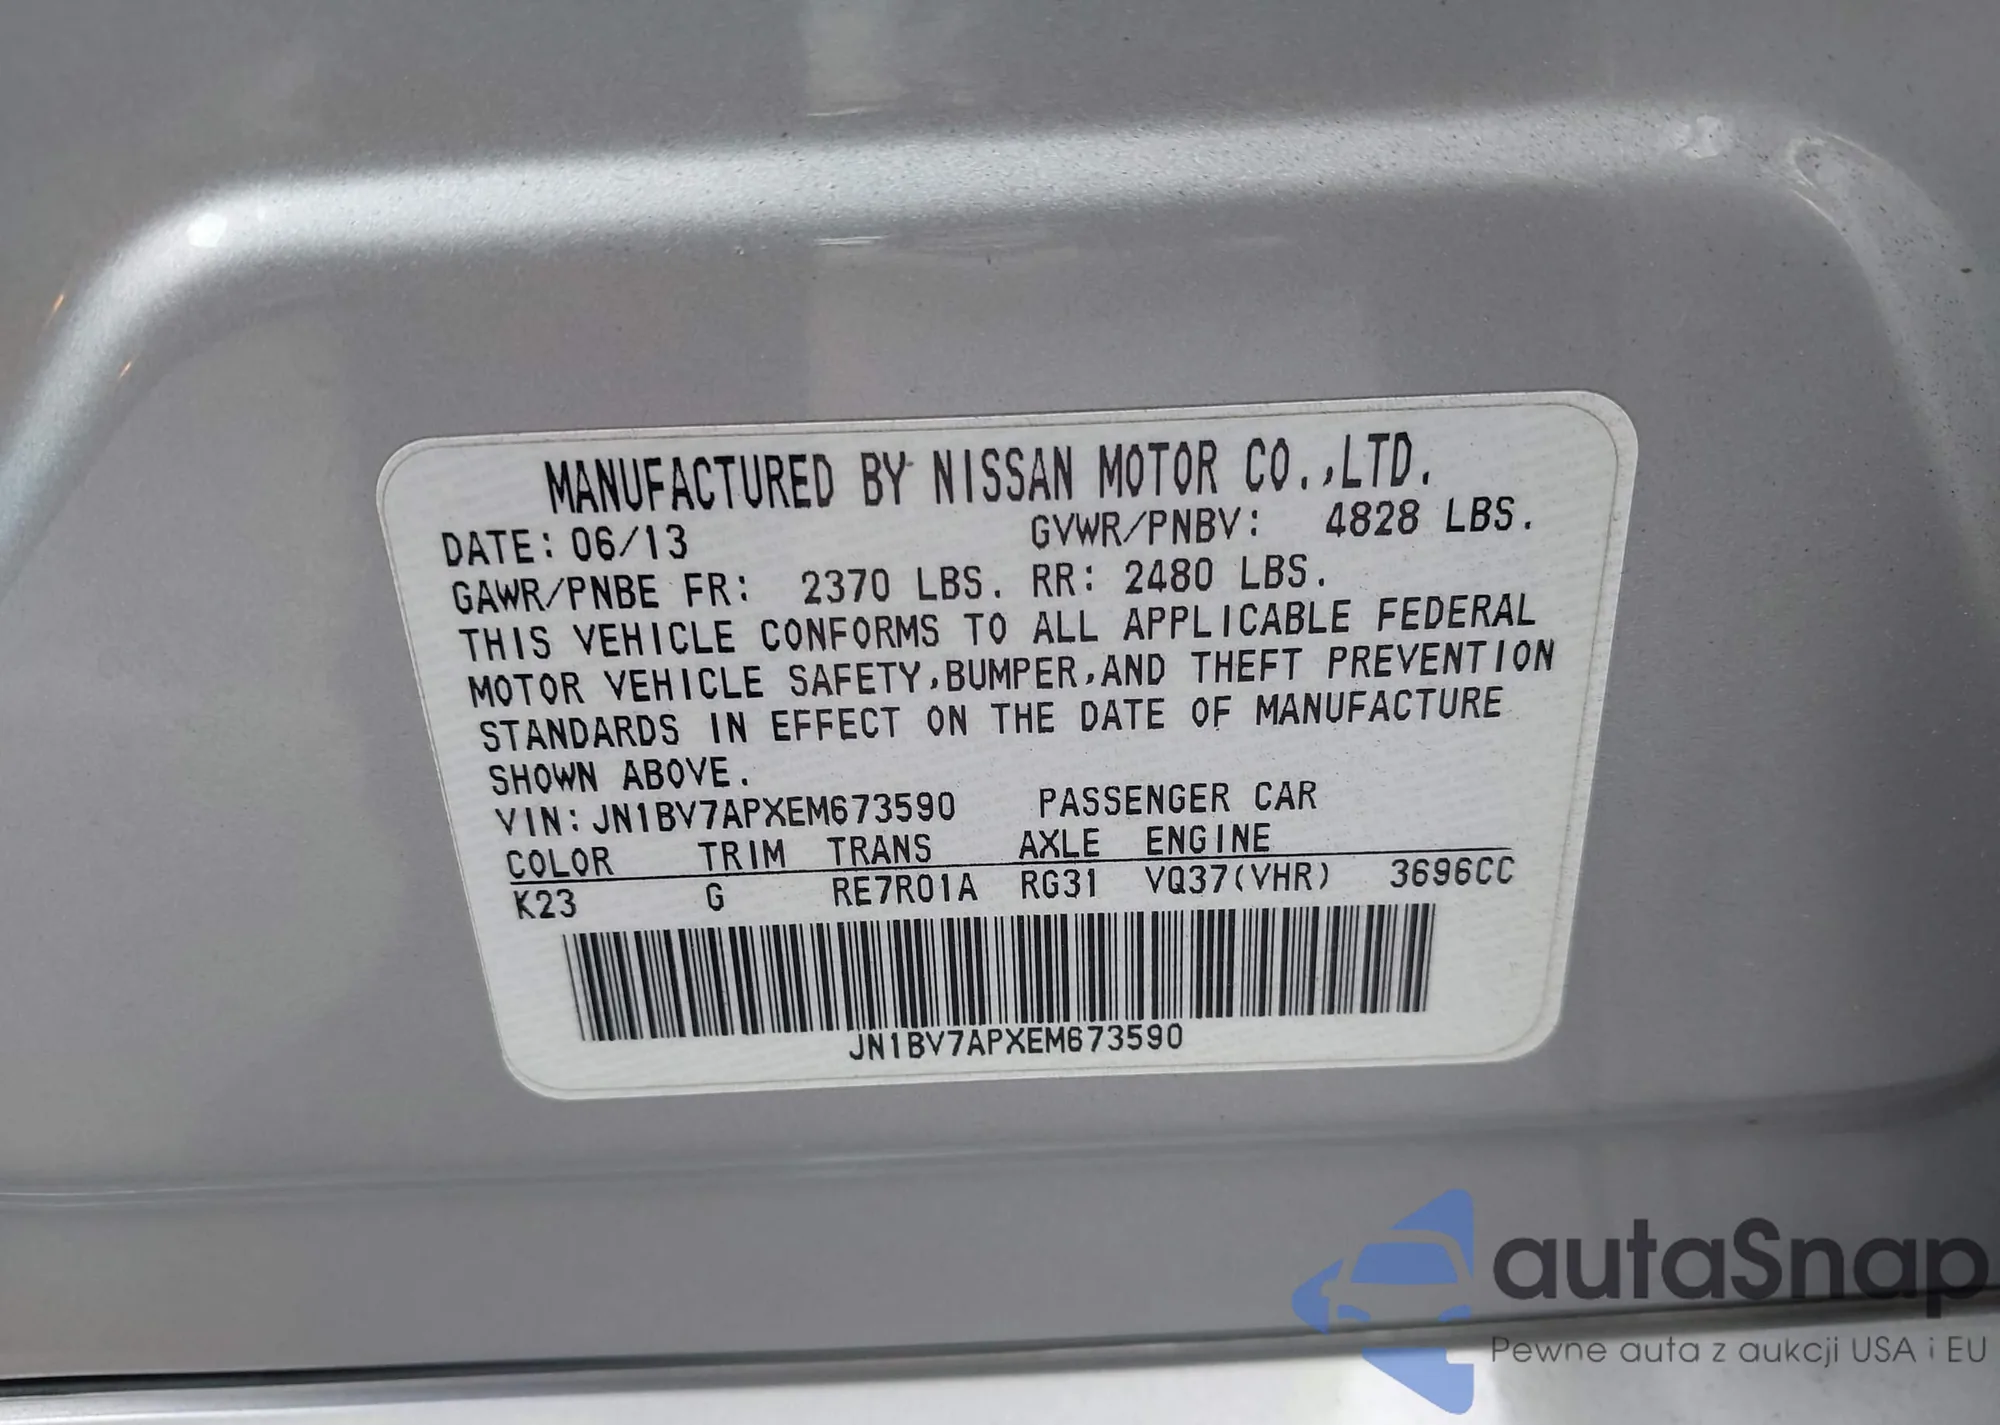 MANUFACTURED BY NISSAN MOTOR CO.,LTD.
DATE: 06/13 GVWR/PNBV: 4828 LBS.
GAWR/PNBE FR: 2370 LBS. RR: 2480 LBS.
THIS VEHICLE CONFORMS TO ALL APPLICABLE FEDERAL
MOTOR VEHICLE SAFETY,BUMPER,AND THEFT PREVENTION
STANDARDS IN EFFECT ON THE DATE OF MANUFACTURE
SHOWN ABOVE.
VIN: JN1BV7APXEM673590 PASSENGER CAR
COLOR TRIM TRANS AXLE ENGINE
K23 G RE7R01A RG31 VQ37(VHR) 3696CC
JN1BV7APXEM673590
autaSnap
Pewne auta z aukcji USA i EU